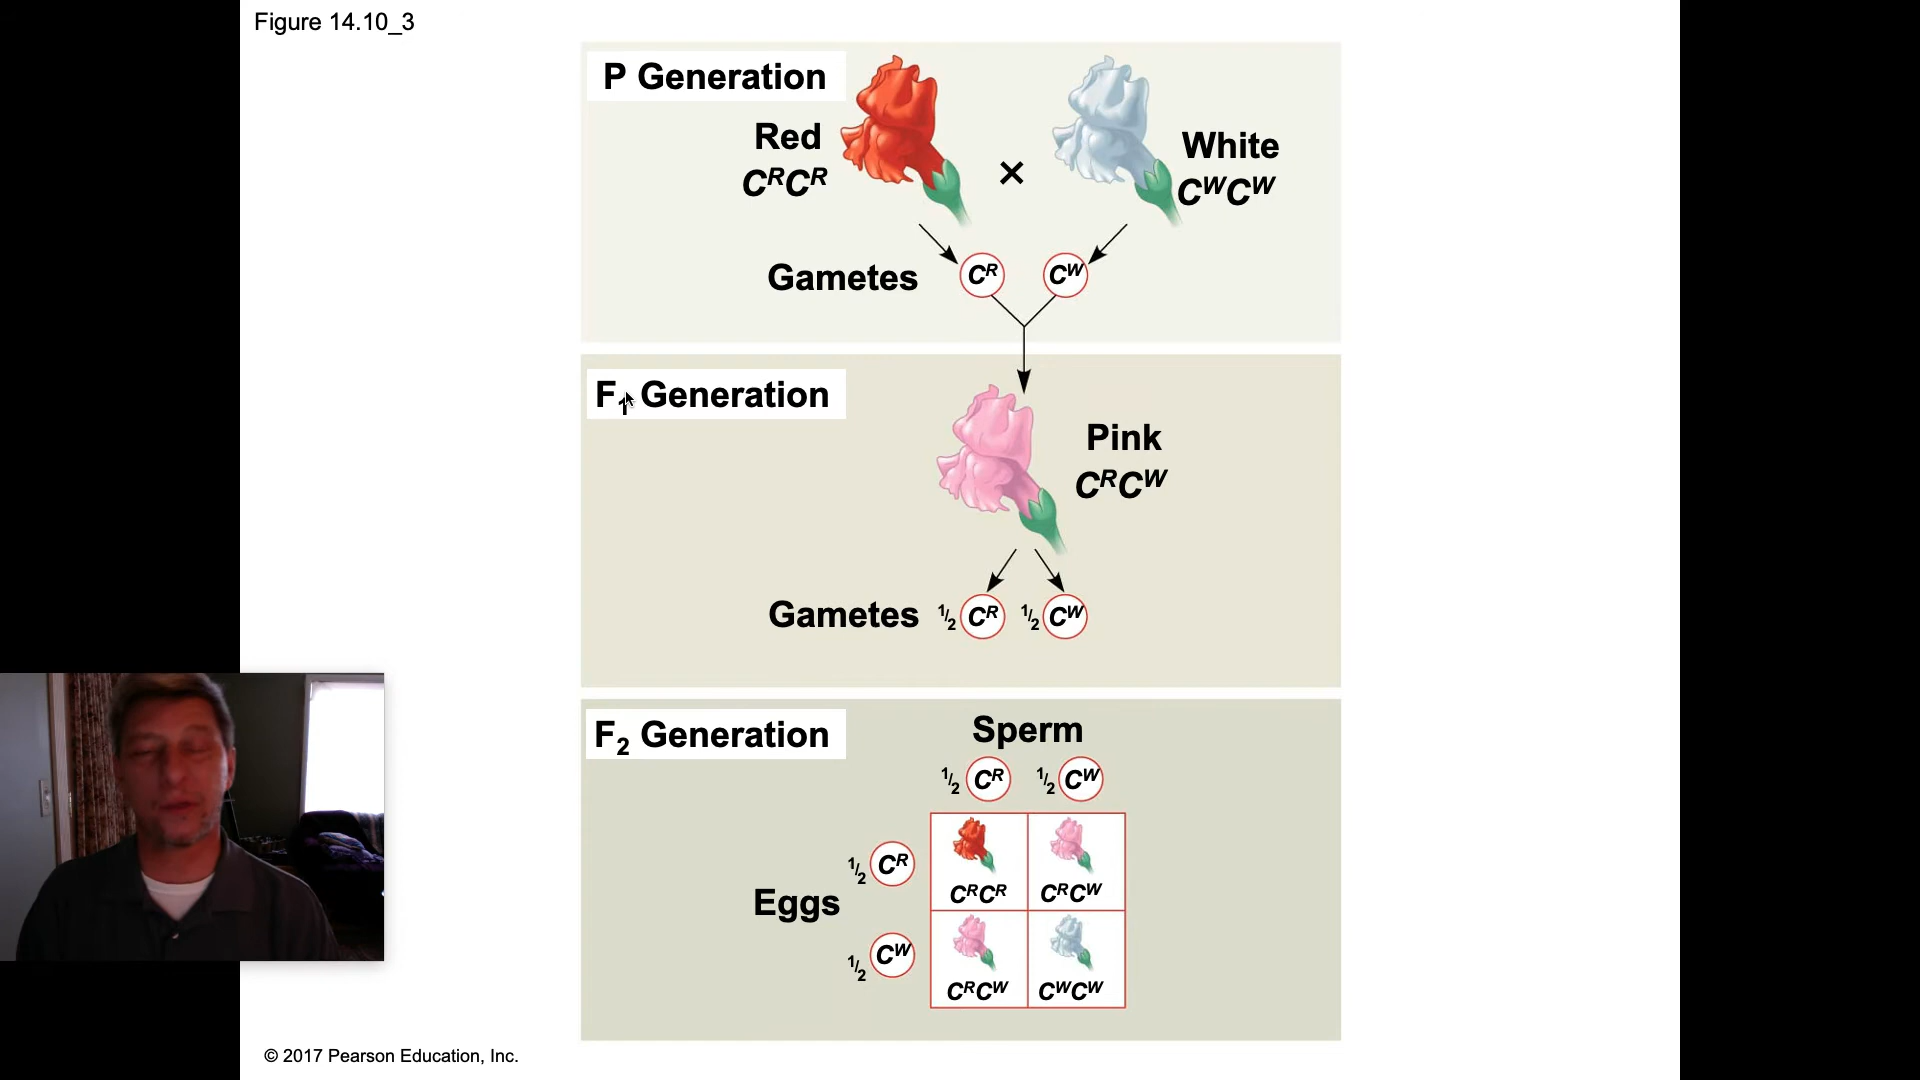 Figure 14.10_3
P Generation
Red
CᴿCᴿ
×
White
CᵂCᵂ
Gametes
Cᴿ
Cᵂ
F₁ Generation
Pink
CᴿCᵂ
Gametes
½ Cᴿ
½ Cᵂ
F₂ Generation
Sperm
½ Cᴿ
½ Cᵂ
Eggs
½ Cᴿ
½ Cᵂ
CᴿCᴿ
CᴿCᵂ
CᴿCᵂ
CᵂCᵂ
© 2017 Pearson Education, Inc.